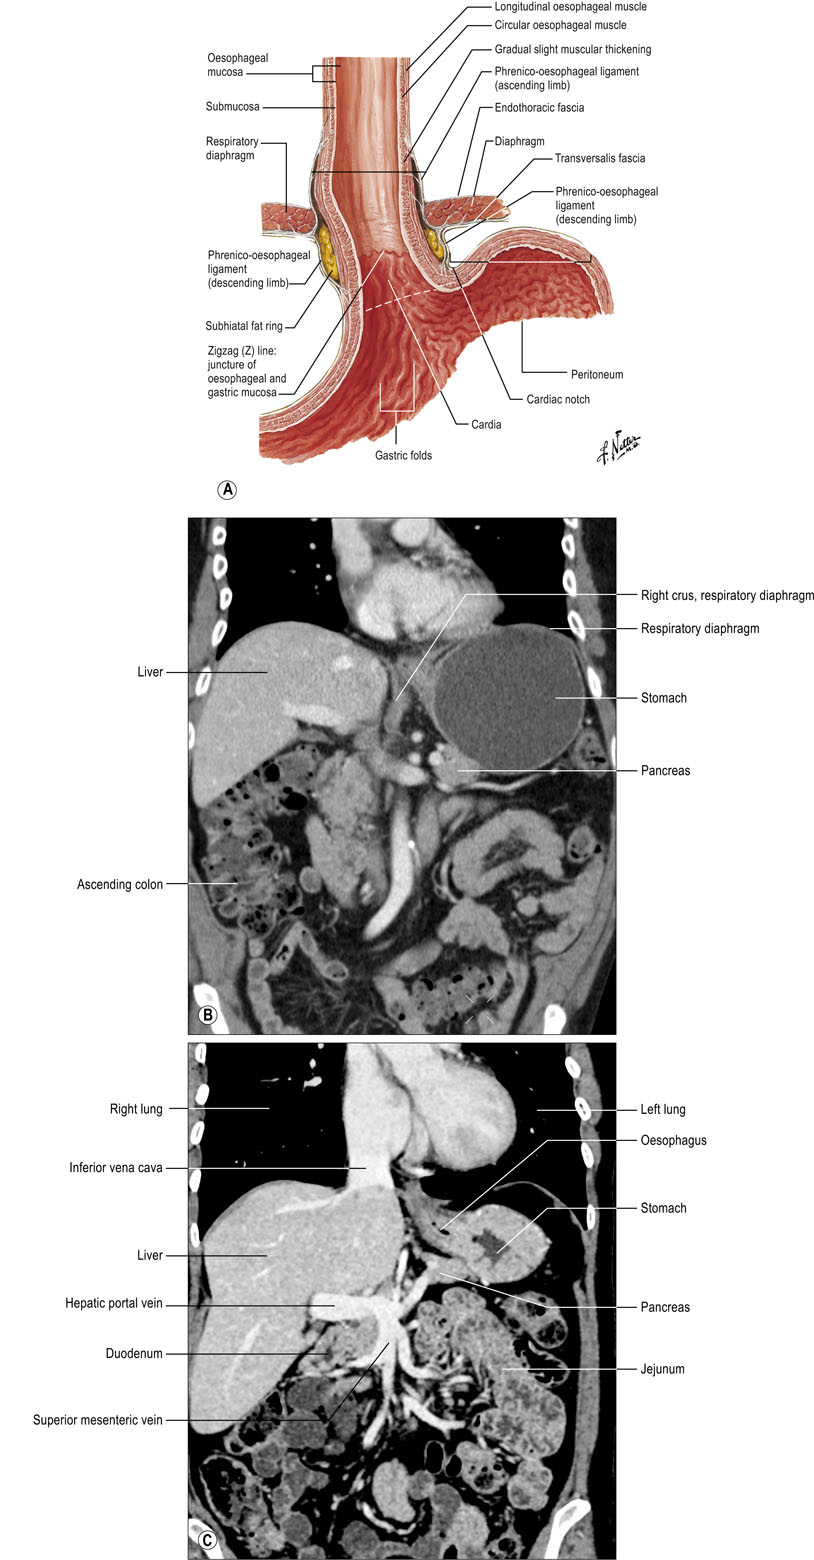 Longitudinal oesophageal muscle
Circular oesophageal muscle
Gradual slight muscular thickening
Phrenico-oesophageal ligament
(ascending limb)
Endothoracic fascia
Diaphragm
Transversalis fascia
Phrenico-oesophageal
ligament
(descending limb)
Oesophageal
mucosa
Submucosa
Respiratory
diaphragm
Phrenico-oesophageal
ligament
(descending limb)
Subhiatal fat ring
Zigzag (Z) line:
juncture of
oesophageal and
gastric mucosa
Peritoneum
Cardiac notch
Cardia
Gastric folds
F. Netter
M.D.
A
Right crus, respiratory diaphragm
Respiratory diaphragm
Liver
Stomach
Pancreas
Ascending colon
B
Right lung
Left lung
Oesophagus
Inferior vena cava
Stomach
Liver
Hepatic portal vein
Pancreas
Duodenum
Jejunum
Superior mesenteric vein
C